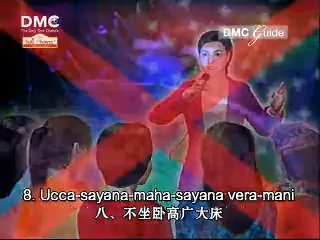 DMC
The Only One Channel
DMC Guide
8. Ucca-sayana-maha-sayana vera-mani
八、不坐卧高广大床